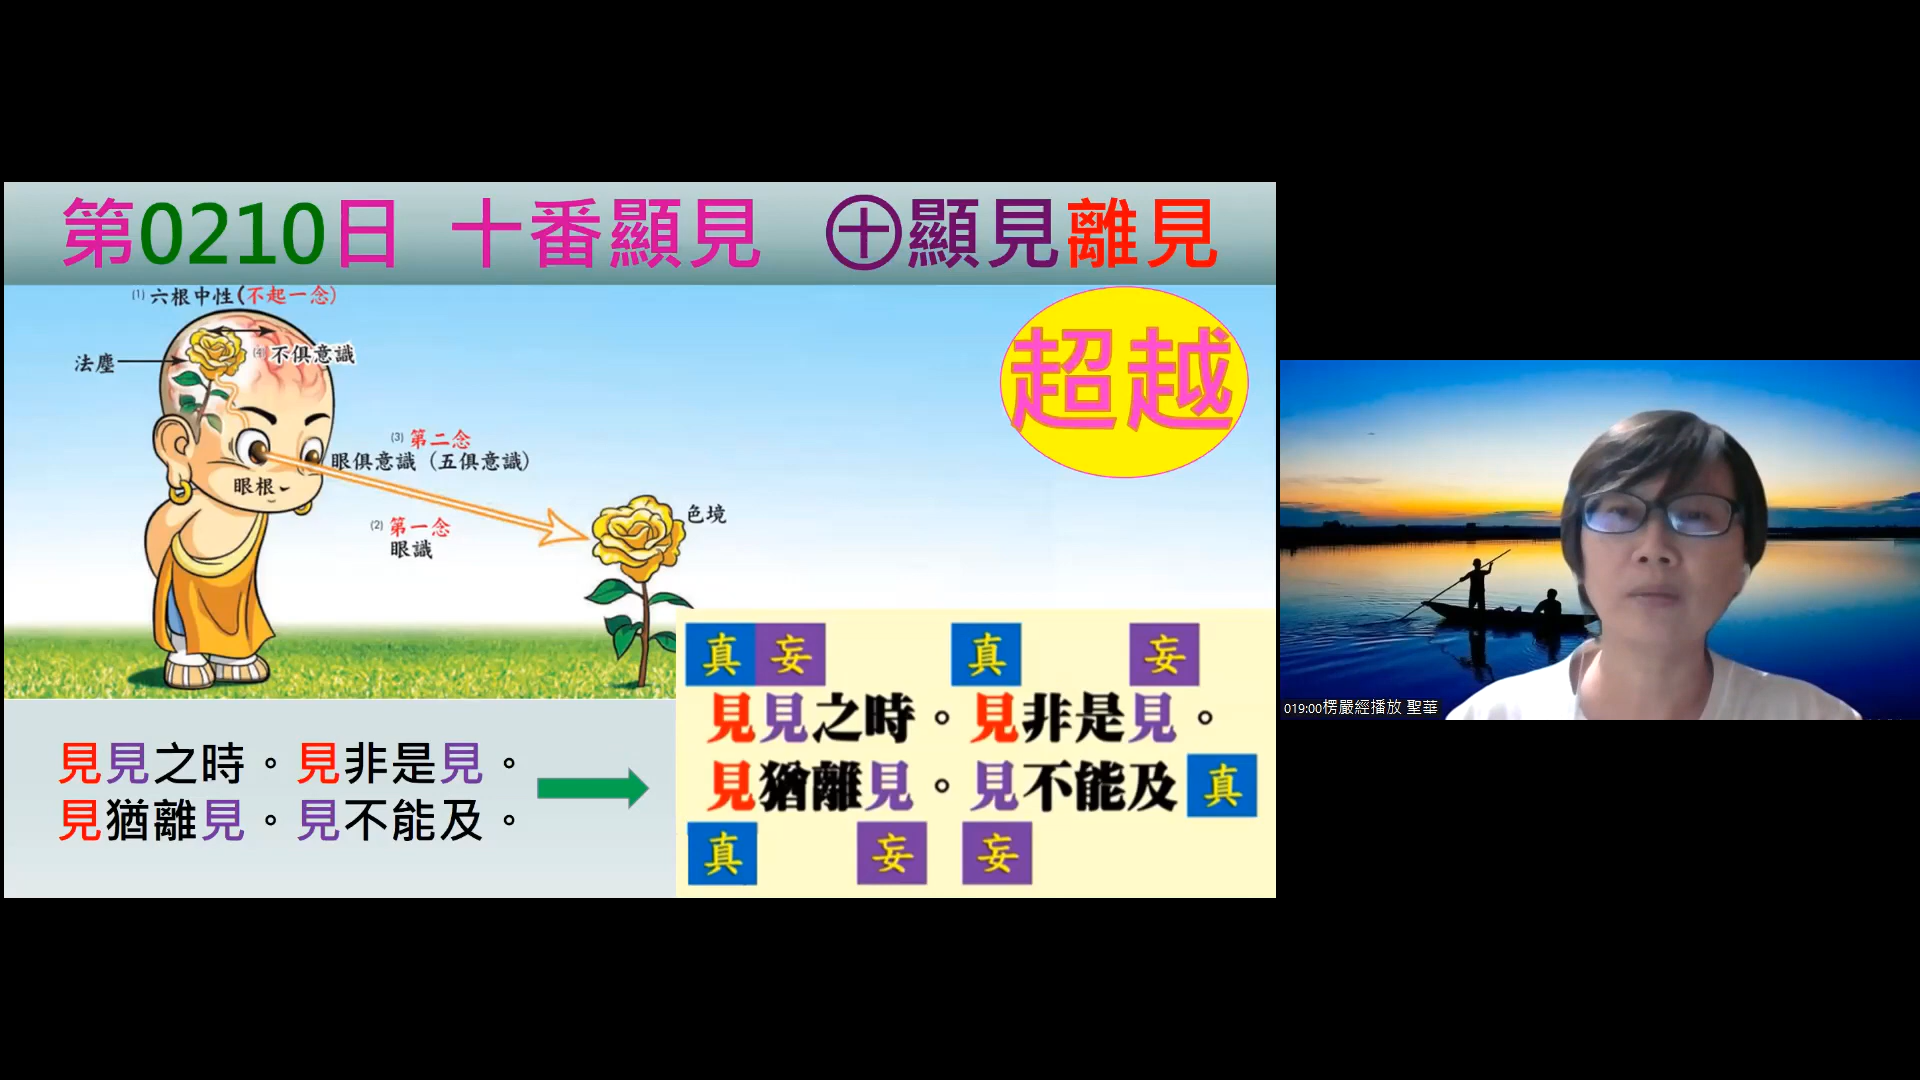 第0210日 十番顯見 ㊉顯見離見
(1) 六根中性(不起一念)
法塵
(4) 不俱意識
超越
(3) 第二念
眼俱意識（五俱意識）
眼根
(2) 第一念
眼識
色境
見見之時。見非是見。
見猶離見。見不能及。
真 妄 真 妄
見見之時。見非是見。
見猶離見。見不能及 真
真 妄 妄
019:00楞嚴經播放 聖華